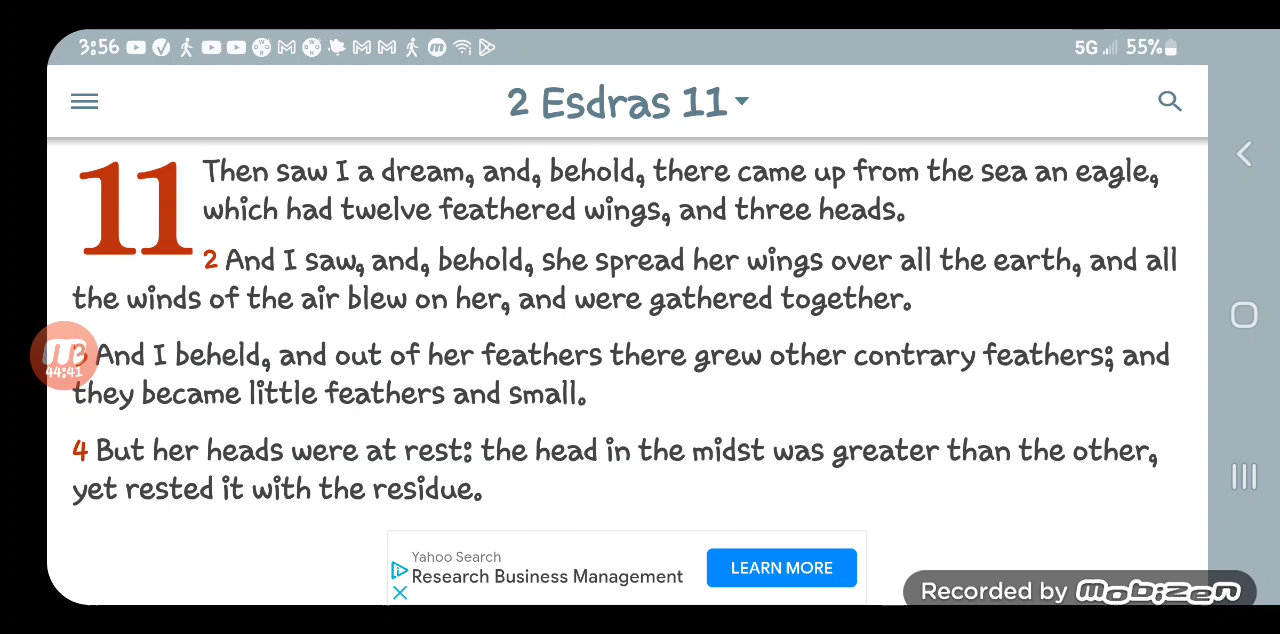 3:56
5G 55%
2 Esdras 11
11 Then saw I a dream, and, behold, there came up from the sea an eagle,
which had twelve feathered wings, and three heads.
2 And I saw, and, behold, she spread her wings over all the earth, and all
the winds of the air blew on her, and were gathered together.
3 And I beheld, and out of her feathers there grew other contrary feathers; and
44:41
they became little feathers and small.
4 But her heads were at rest: the head in the midst was greater than the other,
yet rested it with the residue.
Yahoo Search
Research Business Management
LEARN MORE
Recorded by mobizen